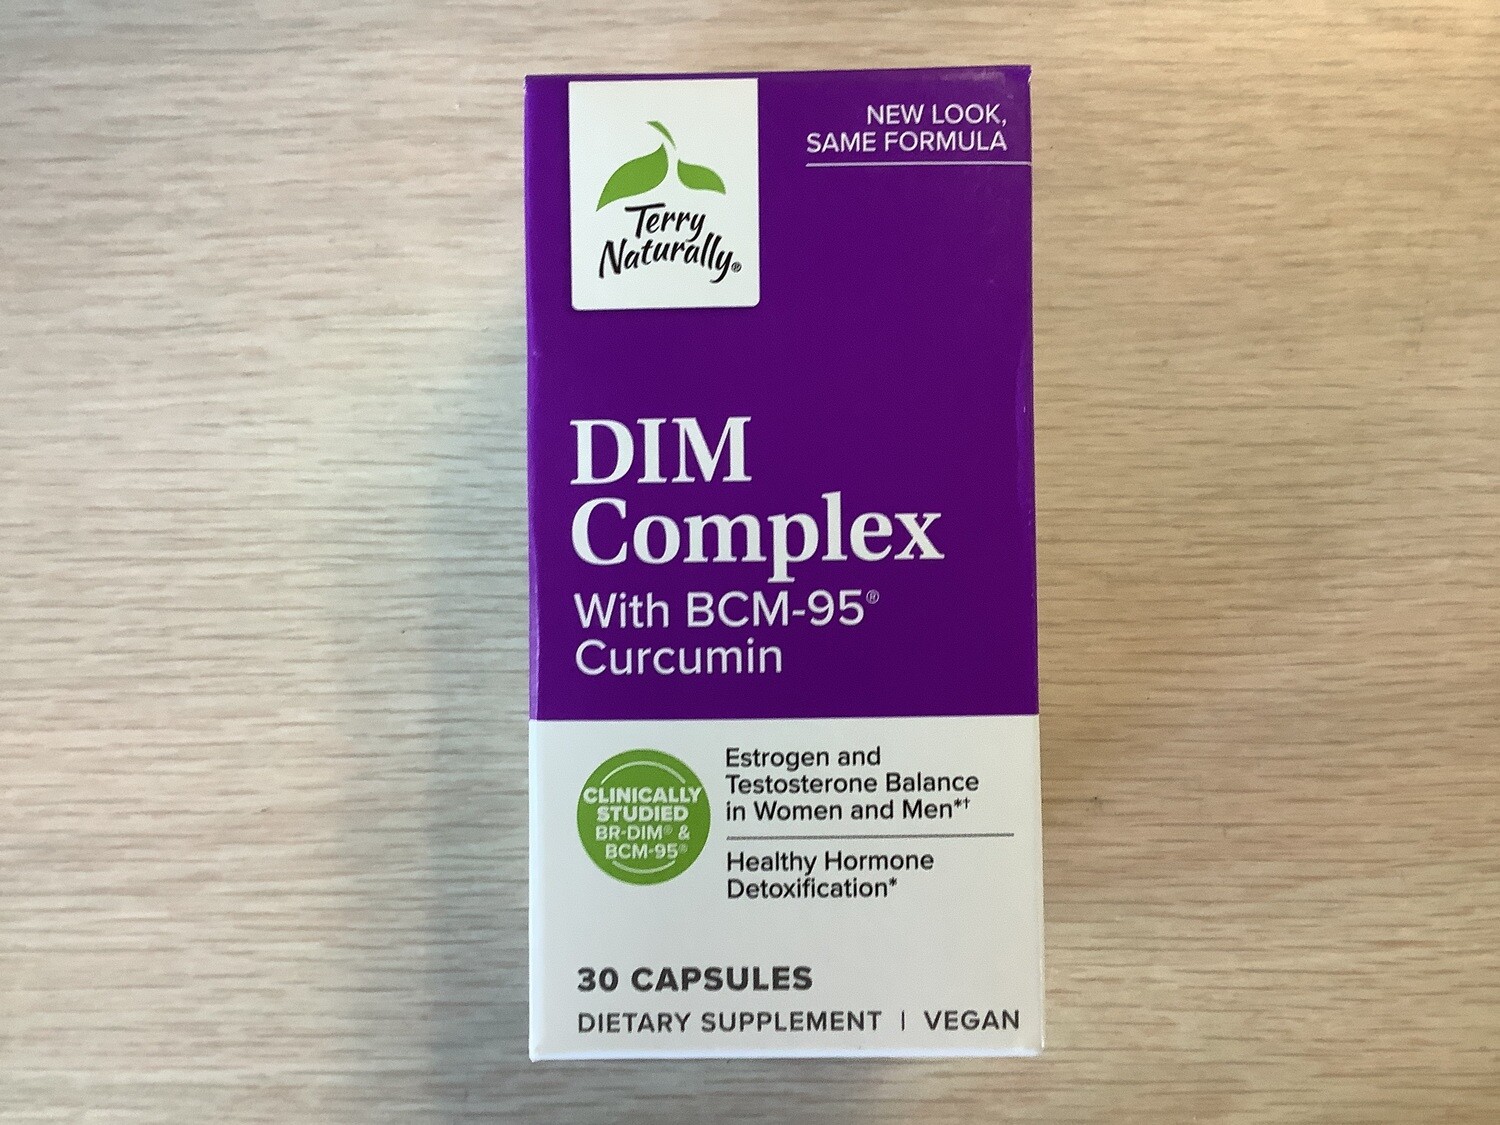 Terry
Naturally®
NEW LOOK,
SAME FORMULA
DIM
Complex
With BCM-95®
Curcumin
CLINICALLY
STUDIED
BR-DIM® &
BCM-95®
Estrogen and
Testosterone Balance
in Women and Men*†
Healthy Hormone
Detoxification*
30 CAPSULES
DIETARY SUPPLEMENT | VEGAN